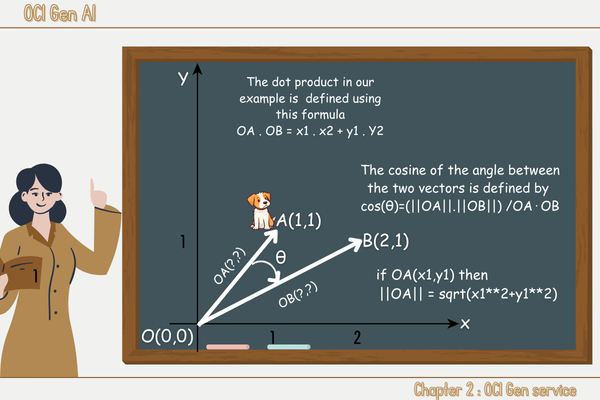 OCI Gen AI
Y
The dot product in our
example is defined using
this formula
OA . OB = x1 . x2 + y1 . Y2
The cosine of the angle between
the two vectors is defined by
cos(θ)=(||OA||.||OB||) /OA · OB
A(1,1)
1
B(2,1)
θ
OA(?,?)
OB(?,?)
if OA(x1,y1) then
||OA|| = sqrt(x1**2+y1**2)
1
O(0,0)
1
2
x
Chapter 2 : OCI Gen service